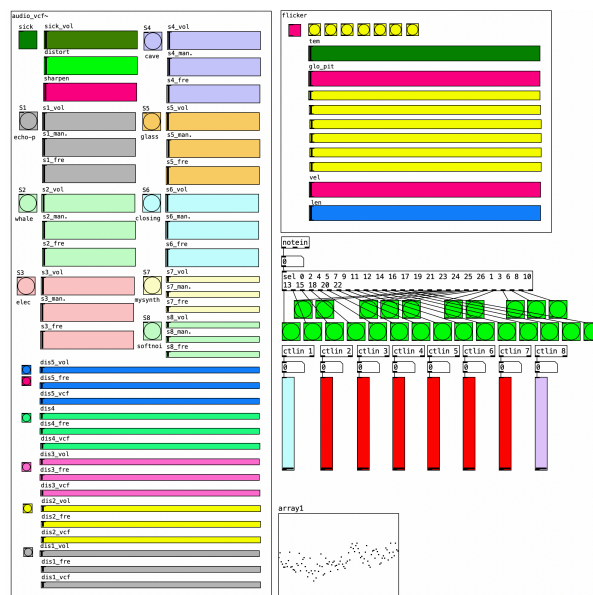 audio_vcf~
sick
sick_vol
distort
sharpen
S4
cave
s4_vol
s4_man.
s4_fre
S1
echo-p
s1_vol
s1_man.
s1_fre
S5
glass
s5_vol
s5_man.
s5_fre
S2
whale
s2_vol
s2_man.
s2_fre
S6
closing
s6_vol
s6_man.
s6_fre
S3
elec
s3_vol
s3_man.
s3_fre
S7
mysynth
s7_vol
s7_man.
s7_fre
S8
softnoi
s8_vol
s8_man.
s8_fre
dis5_vol
dis5_fre
dis5_vcf
dis4
dis4_fre
dis4_vcf
dis3_vol
dis3_fre
dis3_vcf
dis2_vol
dis2_fre
dis2_vcf
dis1_vol
dis1_fre
dis1_vcf
flicker
tem
glo_pit
vel
len
notein
0
sel 0 2 4 5 7 9 11 12 14 16 17 19 21 23 24 26 1 3 6 8 10
13 15 18 20 22
ctlin 1 ctlin 2 ctlin 3 ctlin 4 ctlin 5 ctlin 6 ctlin 7 ctlin 8
0 0 0 0 0 0 0 0
array1